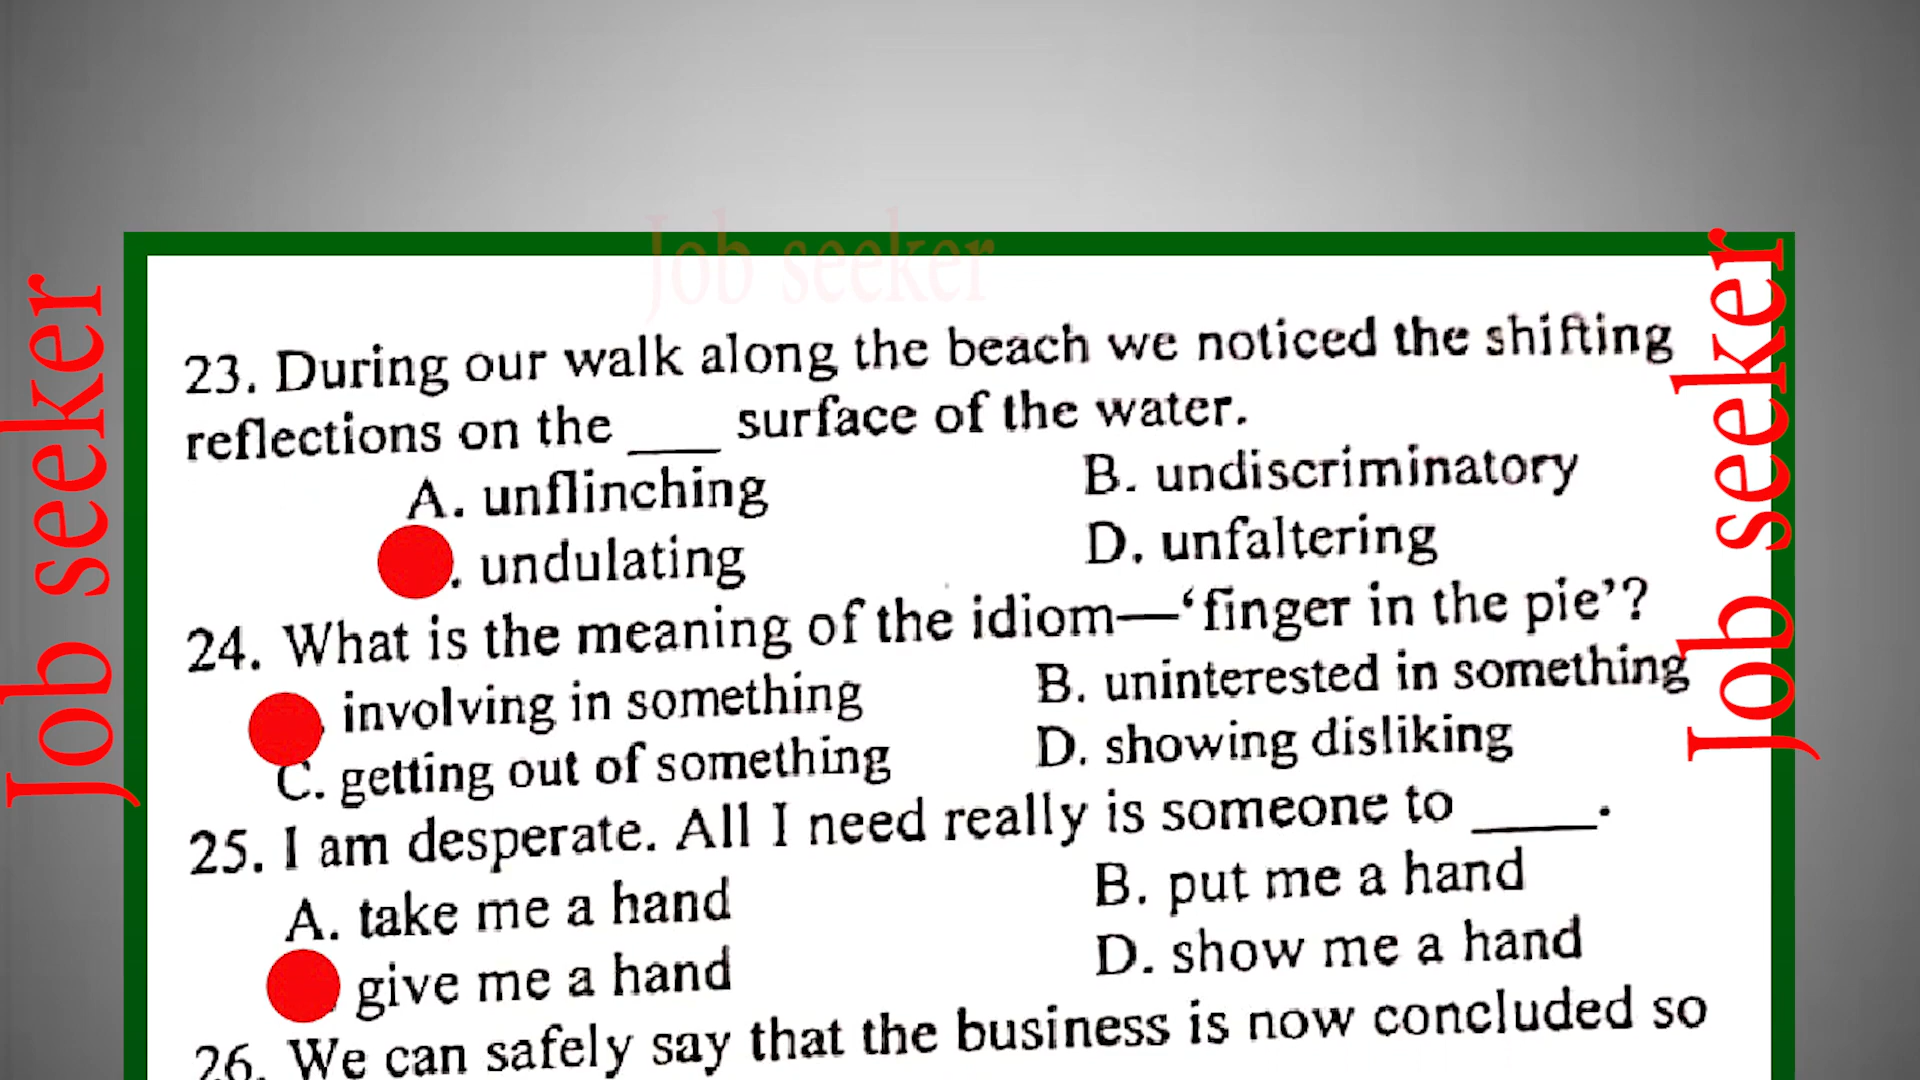 Job seeker
Job seeker
Job seeker
23. During our walk along the beach we noticed the shifting
reflections on the ___ surface of the water.
A. unflinching B. undiscriminatory
. undulating D. unfaltering
24. What is the meaning of the idiom—‘finger in the pie’?
involving in something B. uninterested in something
C. getting out of something D. showing disliking
25. I am desperate. All I need really is someone to ____.
A. take me a hand B. put me a hand
give me a hand D. show me a hand
26. We can safely say that the business is now concluded so